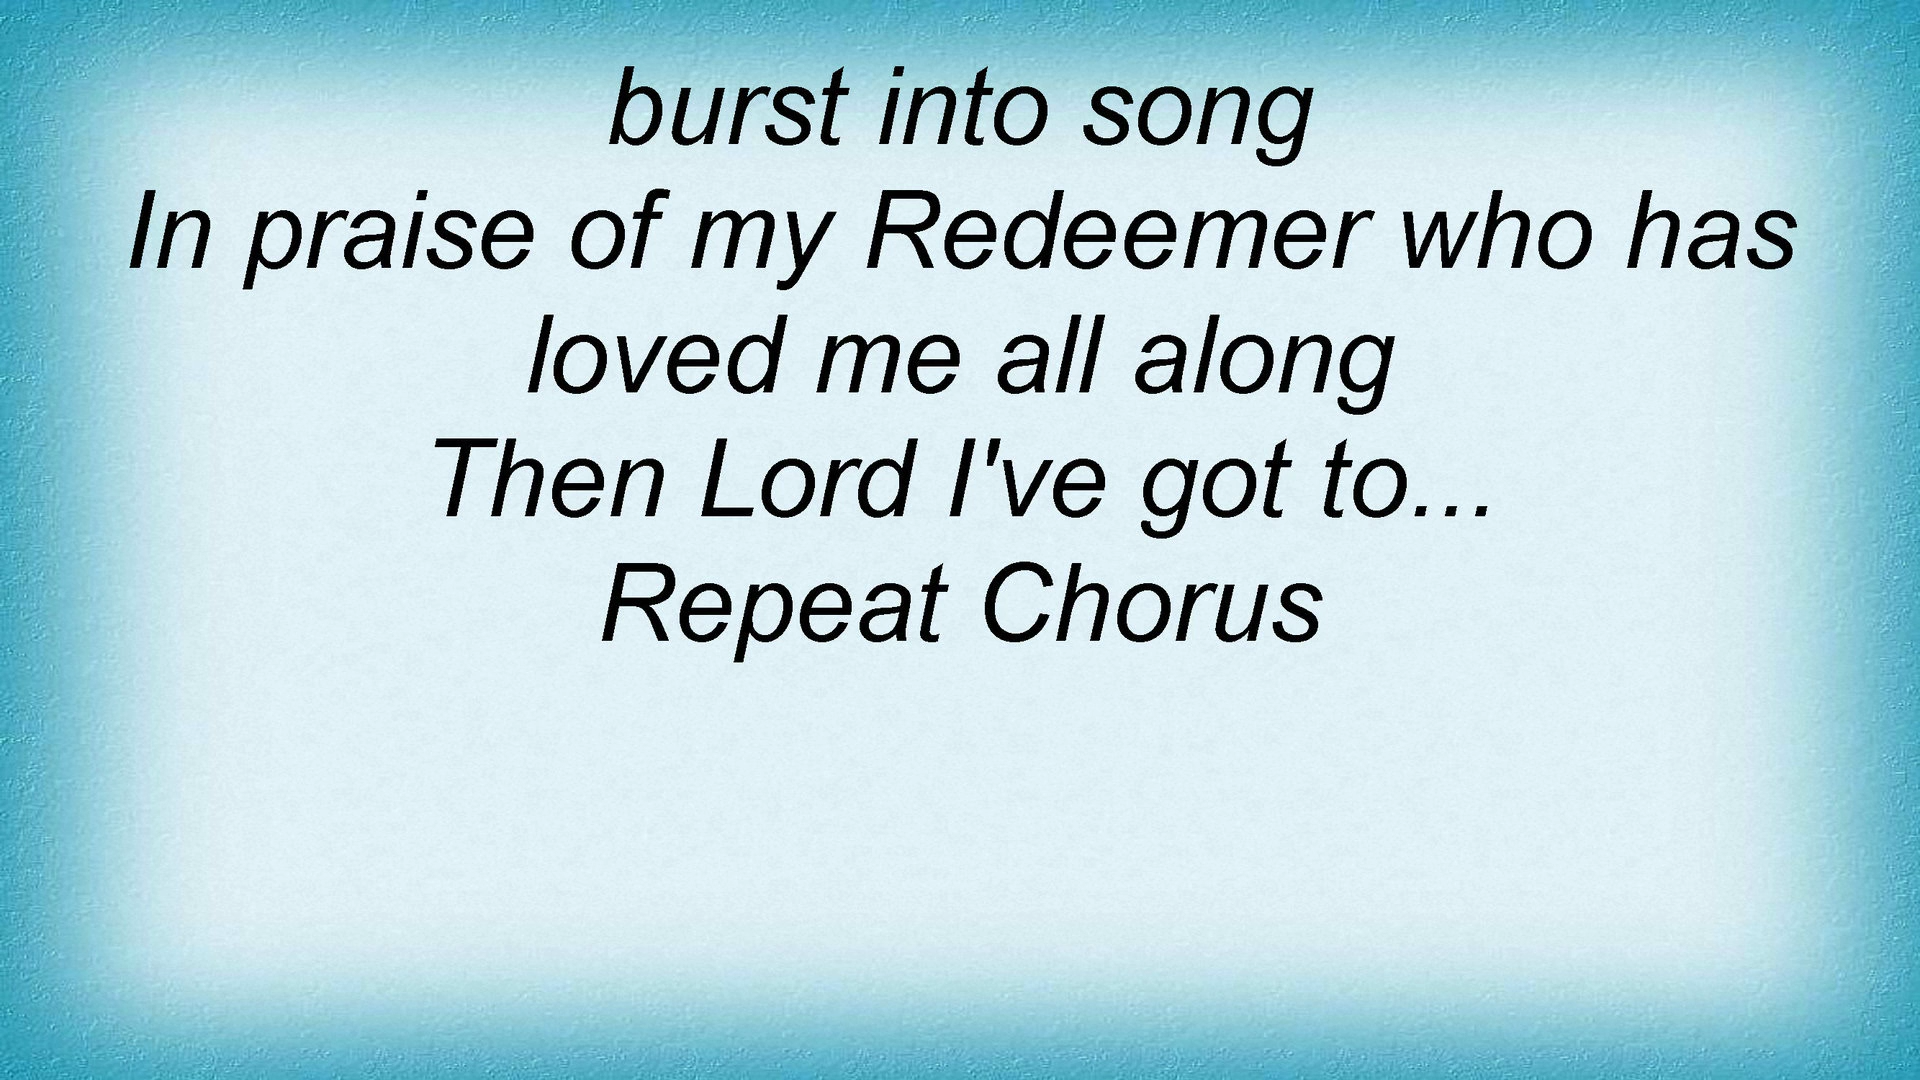 burst into song
In praise of my Redeemer who has
loved me all along
Then Lord I've got to...
Repeat Chorus